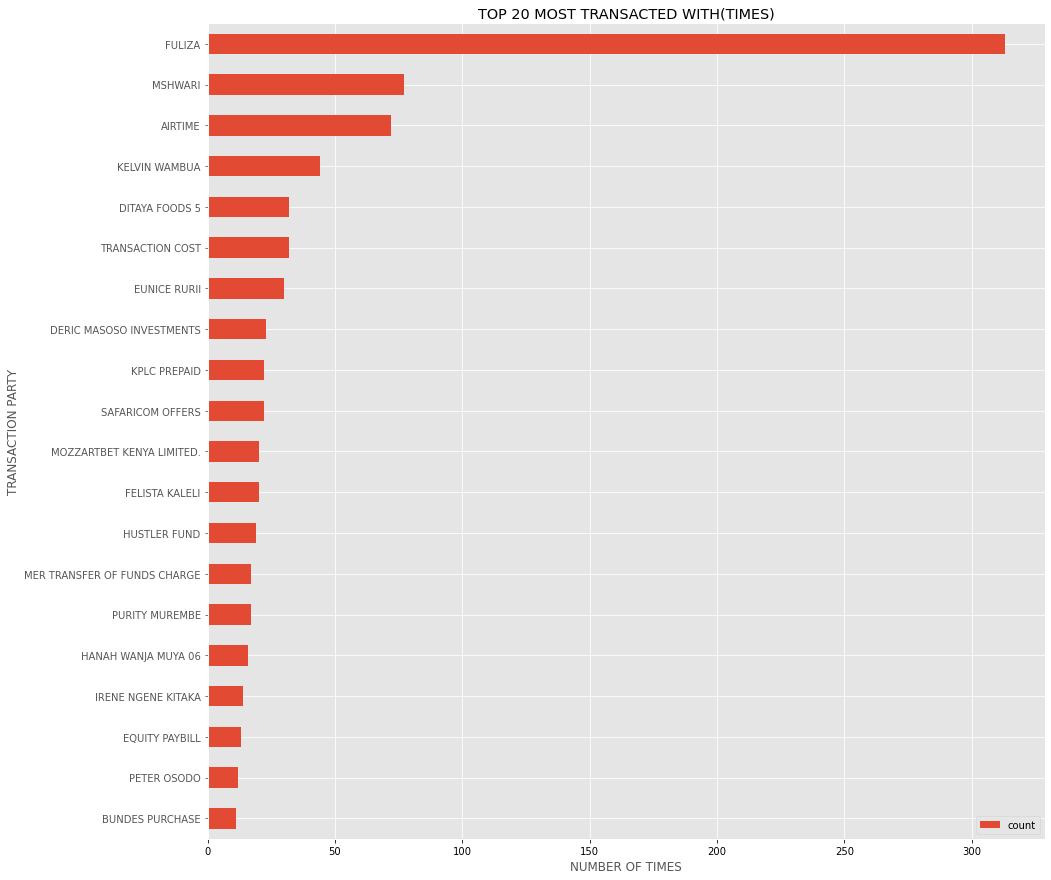 TOP 20 MOST TRANSACTED WITH(TIMES)
TRANSACTION PARTY
FULIZA
MSHWARI
AIRTIME
KELVIN WAMBUA
DITAYA FOODS 5
TRANSACTION COST
EUNICE RURII
DERIC MASOSO INVESTMENTS
KPLC PREPAID
SAFARICOM OFFERS
MOZZARTBET KENYA LIMITED.
FELISTA KALELI
HUSTLER FUND
MER TRANSFER OF FUNDS CHARGE
PURITY MUREMBE
HANAH WANJA MUYA 06
IRENE NGENE KITAKA
EQUITY PAYBILL
PETER OSODO
BUNDES PURCHASE
count
0 50 100 150 200 250 300
NUMBER OF TIMES